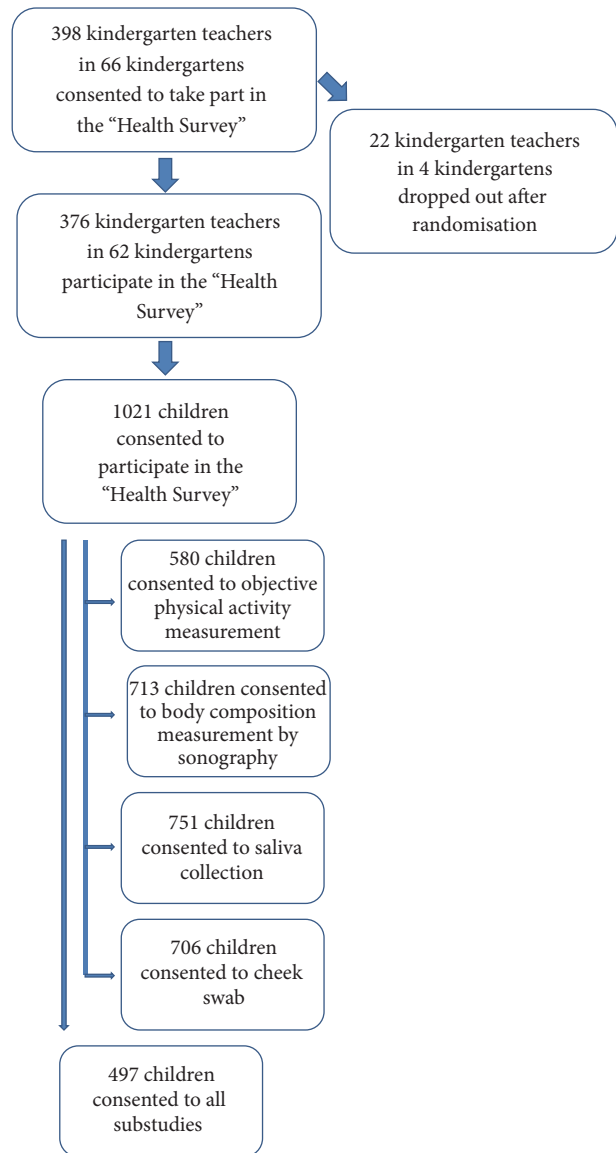 398 kindergarten teachers
in 66 kindergartens
consented to take part in
the “Health Survey”
22 kindergarten teachers
in 4 kindergartens
dropped out after
randomisation
376 kindergarten teachers
in 62 kindergartens
participate in the “Health
Survey”
1021 children
consented to
participate in the
“Health Survey”
580 children
consented to objective
physical activity
measurement
713 children consented
to body composition
measurement by
sonography
751 children
consented to saliva
collection
706 children
consented to cheek
swab
497 children
consented to all
substudies